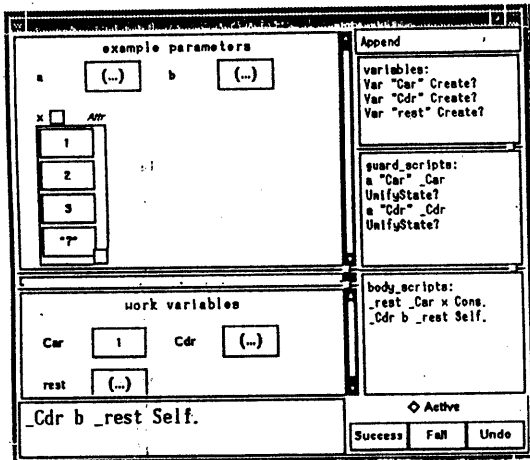 example parameters
a (...) b (...)
x Attr
1
2
3
"?"
work variables
Car 1 Cdr (...)
rest (...)
_Cdr b _rest Self.
Append
variables:
Var "Car" Create?
Var "Cdr" Create?
Var "rest" Create?
guard_scripts:
a "Car" _Car
UnifyState?
a "Cdr" _Cdr
UnifyState?
body_scripts:
_rest _Car x Cons.
_Cdr b _rest Self.
Active
Success Fail Undo